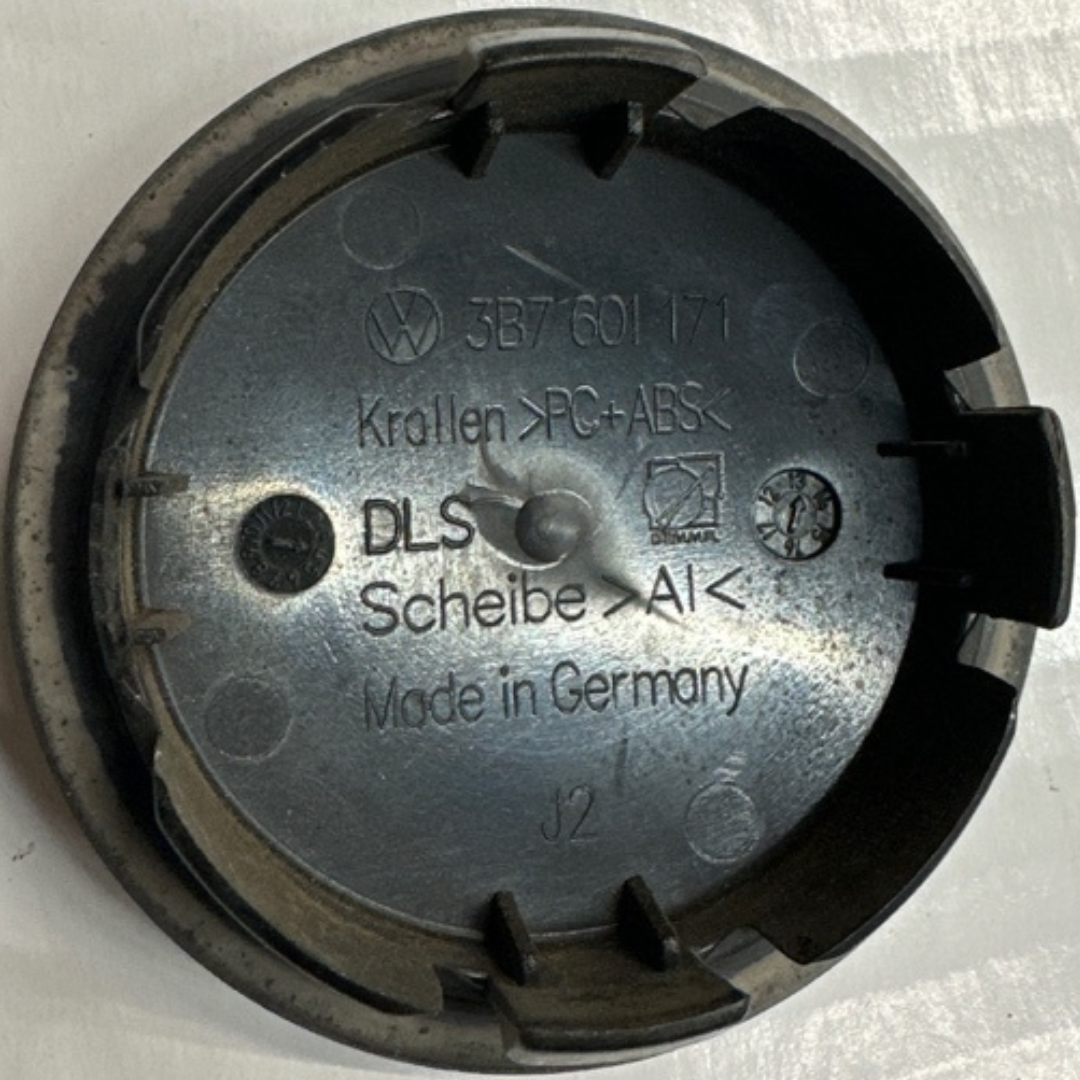 3B7 601 171
Krallen >PC+ABS<
DLS
Scheibe >Al<
Made in Germany
J2